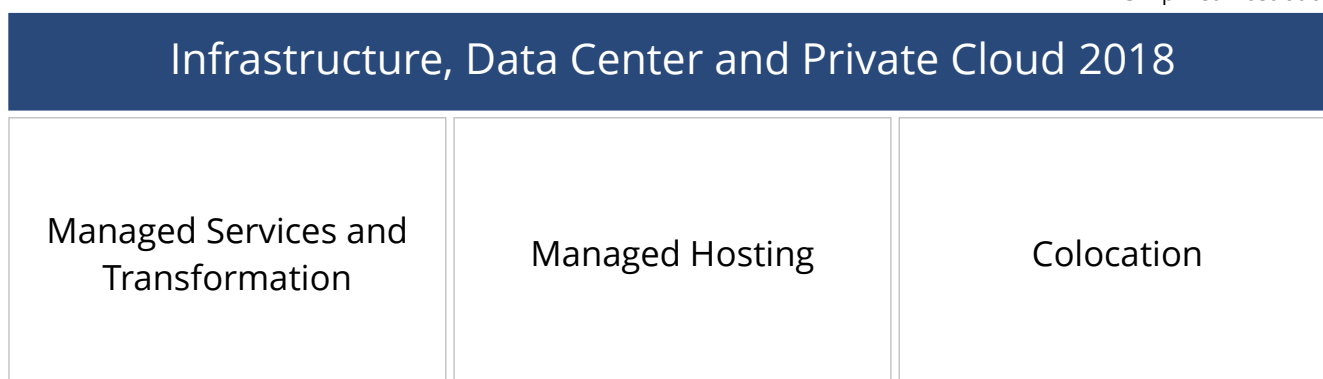 Infrastructure, Data Center and Private Cloud 2018
Managed Services and
Transformation
Managed Hosting
Colocation